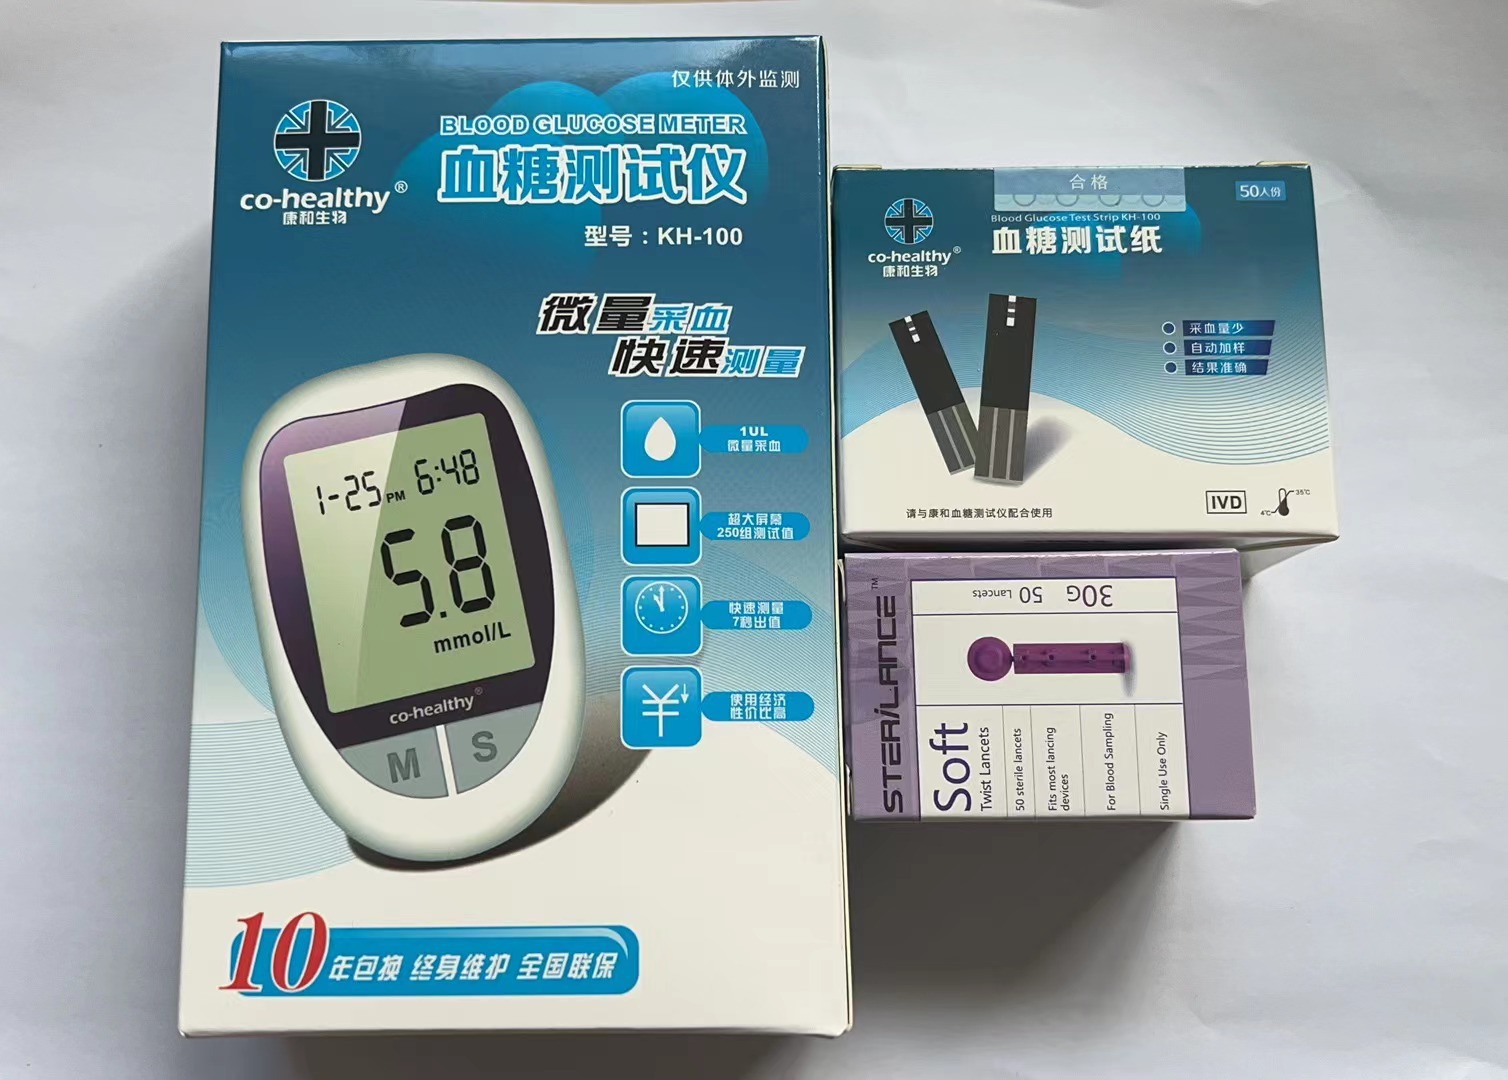 仅供体外监测
co-healthy®
康和生物
BLOOD GLUCOSE METER
血糖测试仪
型号：KH-100
微量采血
快速测量
1UL
微量采血
超大屏幕
250组测试值
快速测量
7秒出值
使用经济
性价比高
1-25 PM 6:48
5.8
mmol/L
co-healthy®
M S
10年包换 终身维护 全国联保
合格
50人份
co-healthy®
康和生物
Blood Glucose Test Strip KH-100
血糖测试纸
采血量少
自动加样
结果准确
请与康和血糖测试仪配合使用
IVD
4℃
35℃
STERiLANCE™
30G 50 Lancets
Soft
Twist Lancets
50 sterile lancets
Fits most lancing
devices
For Blood Sampling
Single Use Only